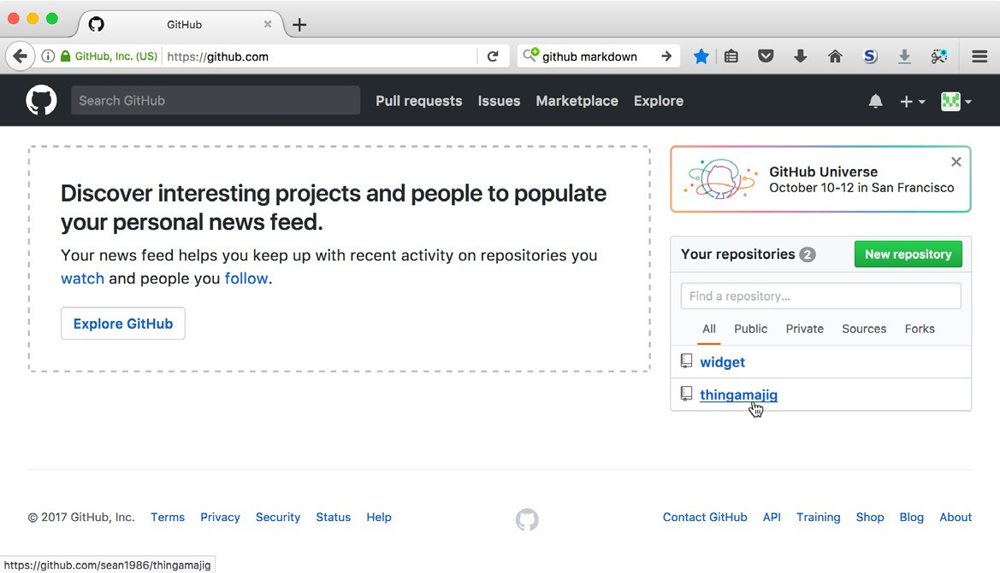 GitHub
GitHub, Inc. (US) https://github.com github markdown S
Search GitHub Pull requests Issues Marketplace Explore
Discover interesting projects and people to populate
your personal news feed.
Your news feed helps you keep up with recent activity on repositories you
watch and people you follow.
Explore GitHub
GitHub Universe
October 10-12 in San Francisco
Your repositories 2 New repository
Find a repository...
All Public Private Sources Forks
widget
thingamajig
© 2017 GitHub, Inc. Terms Privacy Security Status Help Contact GitHub API Training Shop Blog About
https://github.com/sean1986/thingamajig